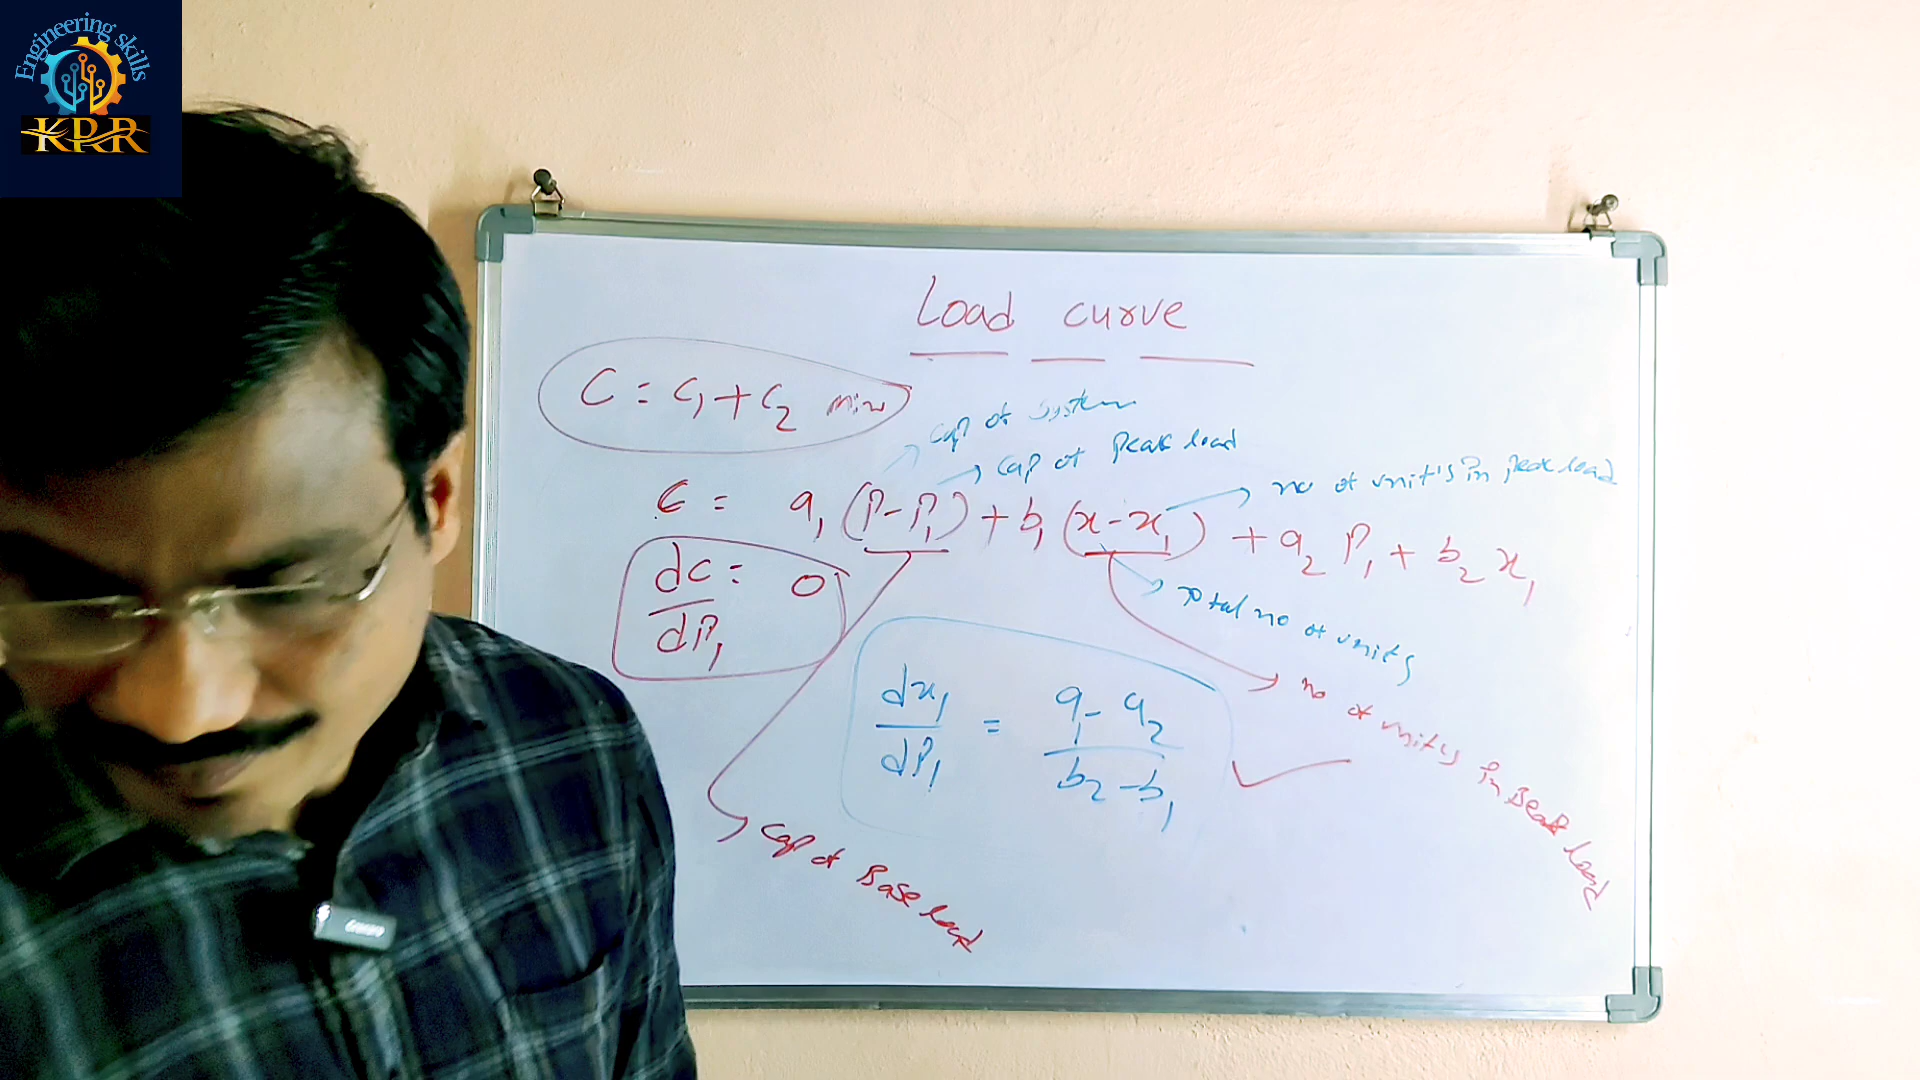 Engineering skills
KRR
Load curve
C = C₁ + C₂ min
cap of system
cap of peak load
no of units in peak load
C = a₁ (P - P₁) + b₁ (x - x₁) + a₂ P₁ + b₂ x₁
dC/dP₁ = 0
Total no of units
dx₁/dP₁ = a₁ - a₂ / b₂ - b₁
no of units in Beak load
cap of Base load